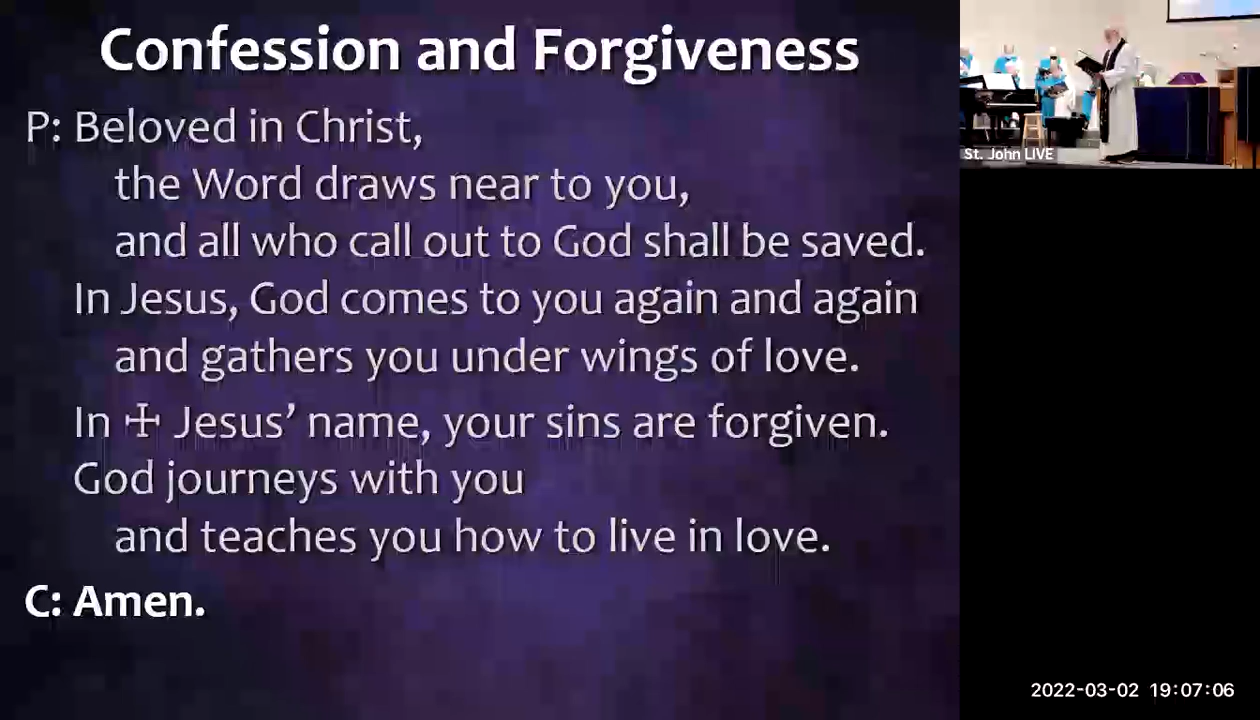 Confession and Forgiveness
P: Beloved in Christ,
the Word draws near to you,
and all who call out to God shall be saved.
In Jesus, God comes to you again and again
and gathers you under wings of love.
In ☩ Jesus’ name, your sins are forgiven.
God journeys with you
and teaches you how to live in love.
C: Amen.
St. John LIVE
2022-03-02 19:07:06